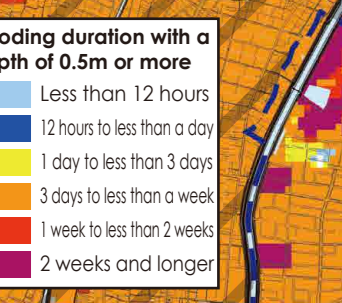 oding duration with a
pth of 0.5m or more
Less than 12 hours
12 hours to less than a day
1 day to less than 3 days
3 days to less than a week
1 week to less than 2 weeks
2 weeks and longer